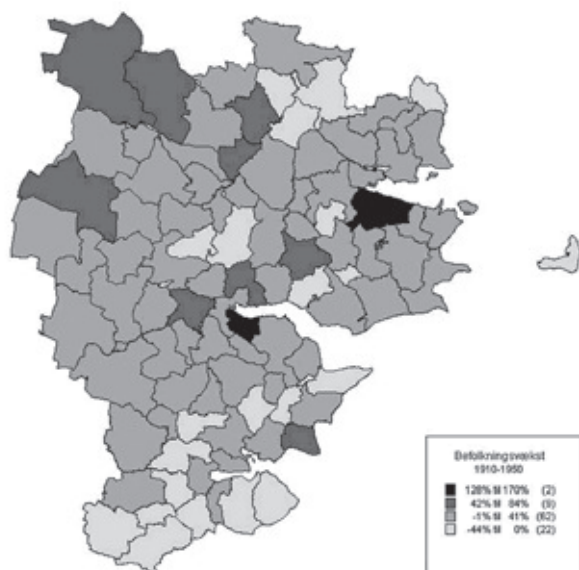 Befolkningsvækst
1910-1950
128% til 170% (2)
42% til 84% (9)
-1% til 41% (62)
-44% til 0% (22)